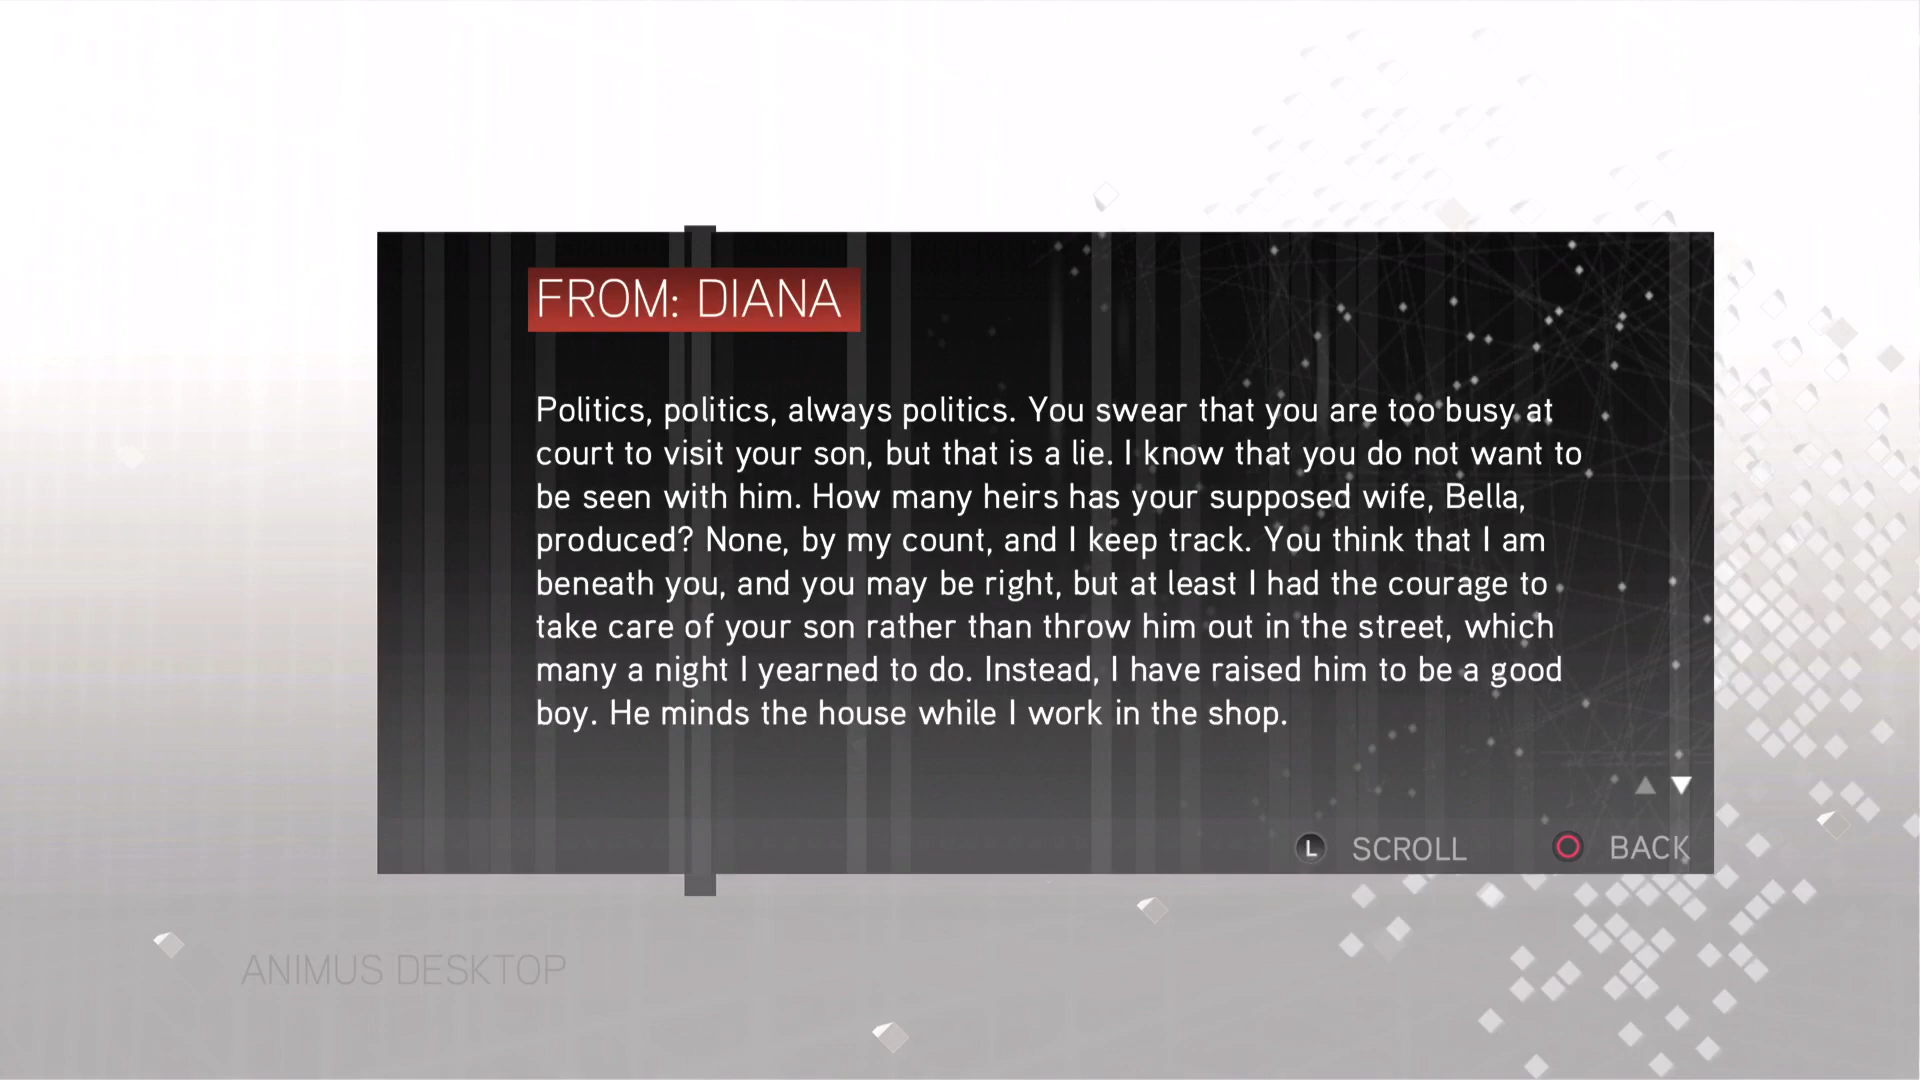 FROM: DIANA
Politics, politics, always politics. You swear that you are too busy at
court to visit your son, but that is a lie. I know that you do not want to
be seen with him. How many heirs has your supposed wife, Bella,
produced? None, by my count, and I keep track. You think that I am
beneath you, and you may be right, but at least I had the courage to
take care of your son rather than throw him out in the street, which
many a night I yearned to do. Instead, I have raised him to be a good
boy. He minds the house while I work in the shop.
L SCROLL BACK
ANIMUS DESKTOP